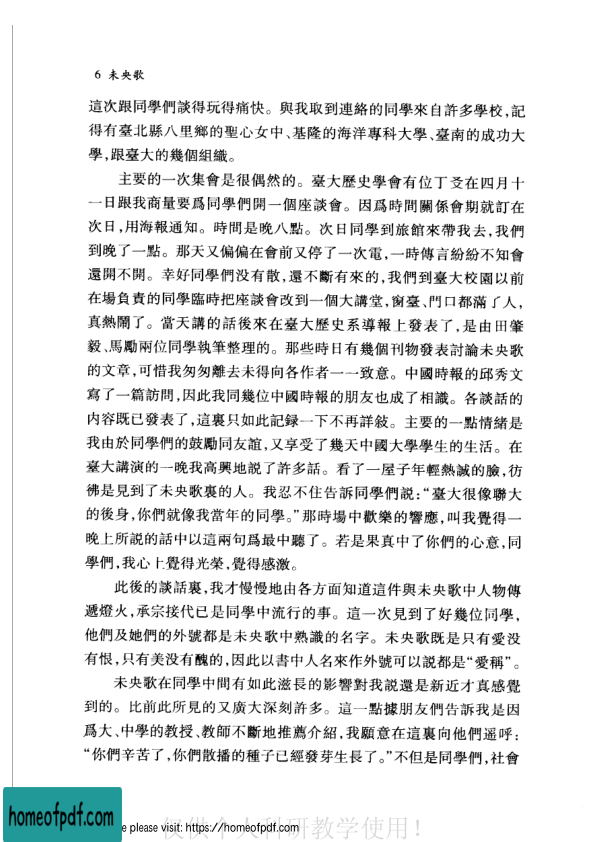 6 未央歌
這次跟同學們談得玩得痛快。與我取到連絡的同學來自許多學校,記
得有臺北縣八里鄉的聖心女中、基隆的海洋專科大學、臺南的成功大
學,跟臺大的幾個組織。
主要的一次集會是很偶然的。臺大歷史學會有位丁爻在四月十
一日跟我商量要爲同學們開一個座談會。因爲時間關係會期就訂在
次日,用海報通知。時間是晚八點。次日同學到旅館來帶我去,我們
到晚了一點。那天又偏偏在會前又停了一次電,一時傳言紛紛不知會
還開不開。幸好同學們没有散,還不斷有來的,我們到臺大校園以前
在場負責的同學臨時把座談會改到一個大講堂,窗臺、門口都滿了人,
真熱鬧了。當天講的話後來在臺大歷史系導報上發表了,是由田肇
毅、馬勵兩位同學執筆整理的。那些時日有幾個刊物發表討論未央歌
的文章,可惜我匆匆離去未得向各作者一一致意。中國時報的邱秀文
寫了一篇訪問,因此我同幾位中國時報的朋友也成了相識。各談話的
内容既已發表了,這裏只如此記録一下不再詳敍。主要的一點情緒是
我由於同學們的鼓勵同友誼,又享受了幾天中國大學學生的生活。在
臺大講演的一晚我高興地説了許多話。看了一屋子年輕熱誠的臉,彷
彿是見到了未央歌裏的人。我忍不住告訴同學們説:“臺大很像聯大
的後身,你們就像我當年的同學。”那時場中歡樂的響應,叫我覺得一
晚上所説的話中以這兩句爲最中聽了。若是果真中了你們的心意,同
學們,我心上覺得光榮,覺得感激。
此後的談話裏,我才慢慢地由各方面知道這件與未央歌中人物傳
遞燈火,承宗接代已是同學中流行的事。這一次見到了好幾位同學,
他們及她們的外號都是未央歌中熟識的名字。未央歌既是只有愛没
有恨,只有美没有醜的,因此以書中人名來作外號可以説都是“愛稱”。
未央歌在同學中間有如此滋長的影響對我説還是新近才真感覺
到的。比前此所見的又廣大深刻許多。這一點據朋友們告訴我是因
爲大、中學的教授、教師不斷地推薦介紹,我願意在這裏向他們遥呼:
“你們辛苦了,你們散播的種子已經發芽生長了。”不但是同學們,社會
homeofpdf.com
e please visit: https://homeofpdf.com
仅供个人科研教学使用!